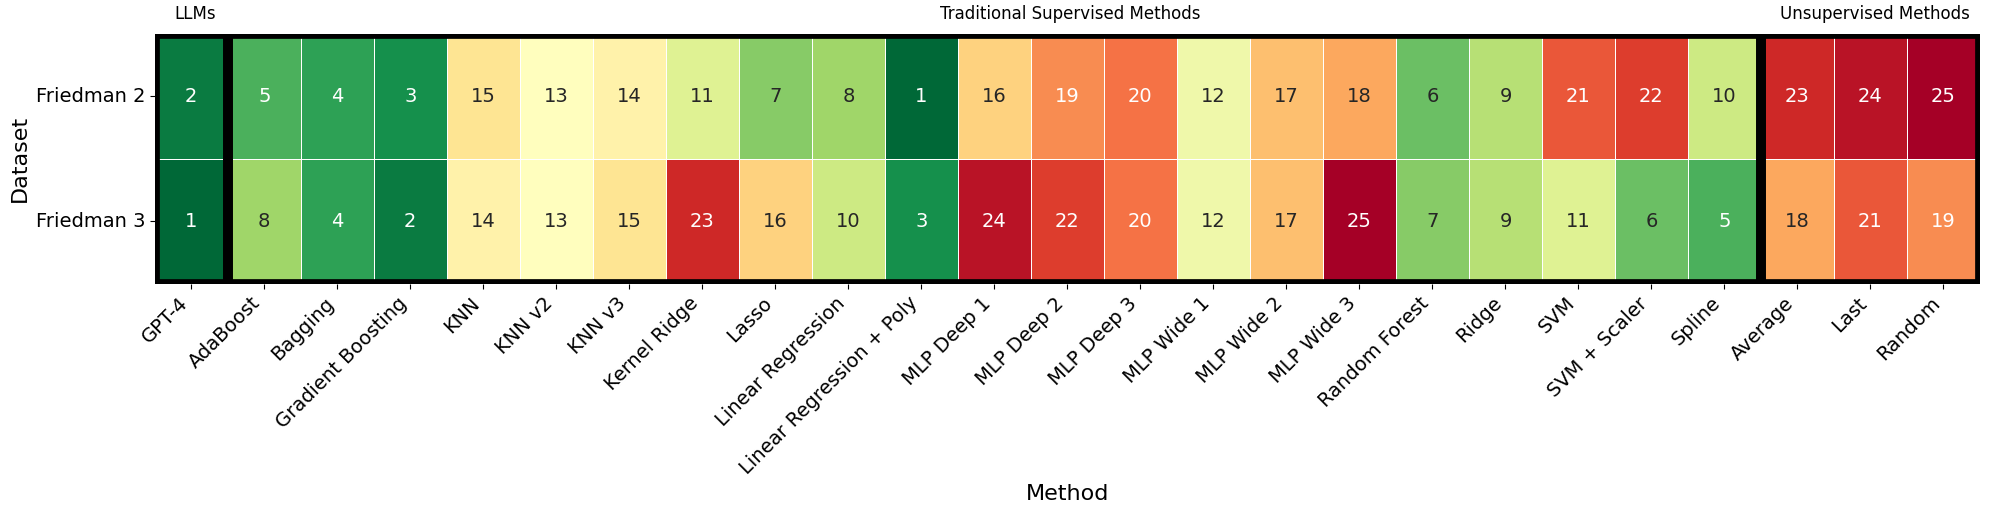 LLMs Traditional Supervised Methods Unsupervised Methods
Dataset
Friedman 2 2 5 4 3 15 13 14 11 7 8 1 16 19 20 12 17 18 6 9 21 22 10 23 24 25
Friedman 3 1 8 4 2 14 13 15 23 16 10 3 24 22 20 12 17 25 7 9 11 6 5 18 21 19
GPT-4
AdaBoost
Bagging
Gradient Boosting
KNN
KNN v2
KNN v3
Kernel Ridge
Lasso
Linear Regression
Linear Regression + Poly
MLP Deep 1
MLP Deep 2
MLP Deep 3
MLP Wide 1
MLP Wide 2
MLP Wide 3
Random Forest
Ridge
SVM
SVM + Scaler
Spline
Average
Last
Random
Method